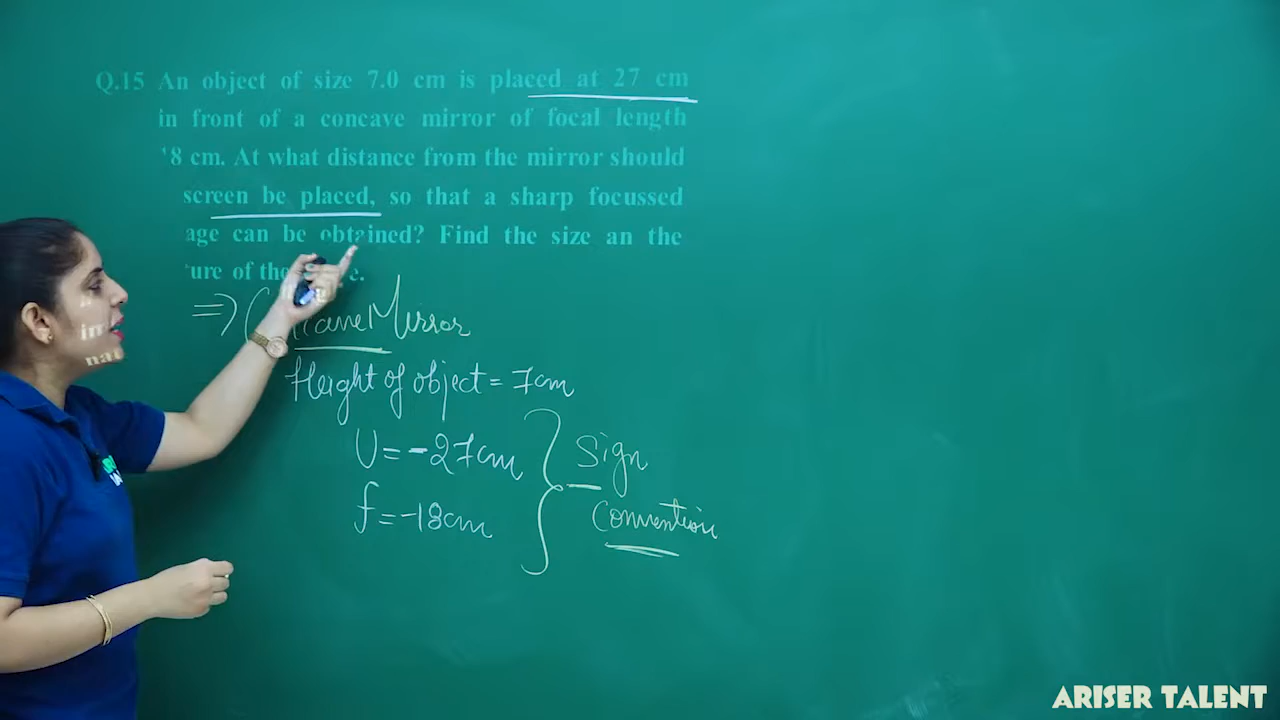 Q.15 An object of size 7.0 cm is placed at 27 cm
in front of a concave mirror of focal length
18 cm. At what distance from the mirror should
screen be placed, so that a sharp focussed
age can be obtained? Find the size an the
ure of the
=> Mirror
Height of object = 7cm
U = -27cm
f = -18cm
Sign
Convention
ARISER TALENT